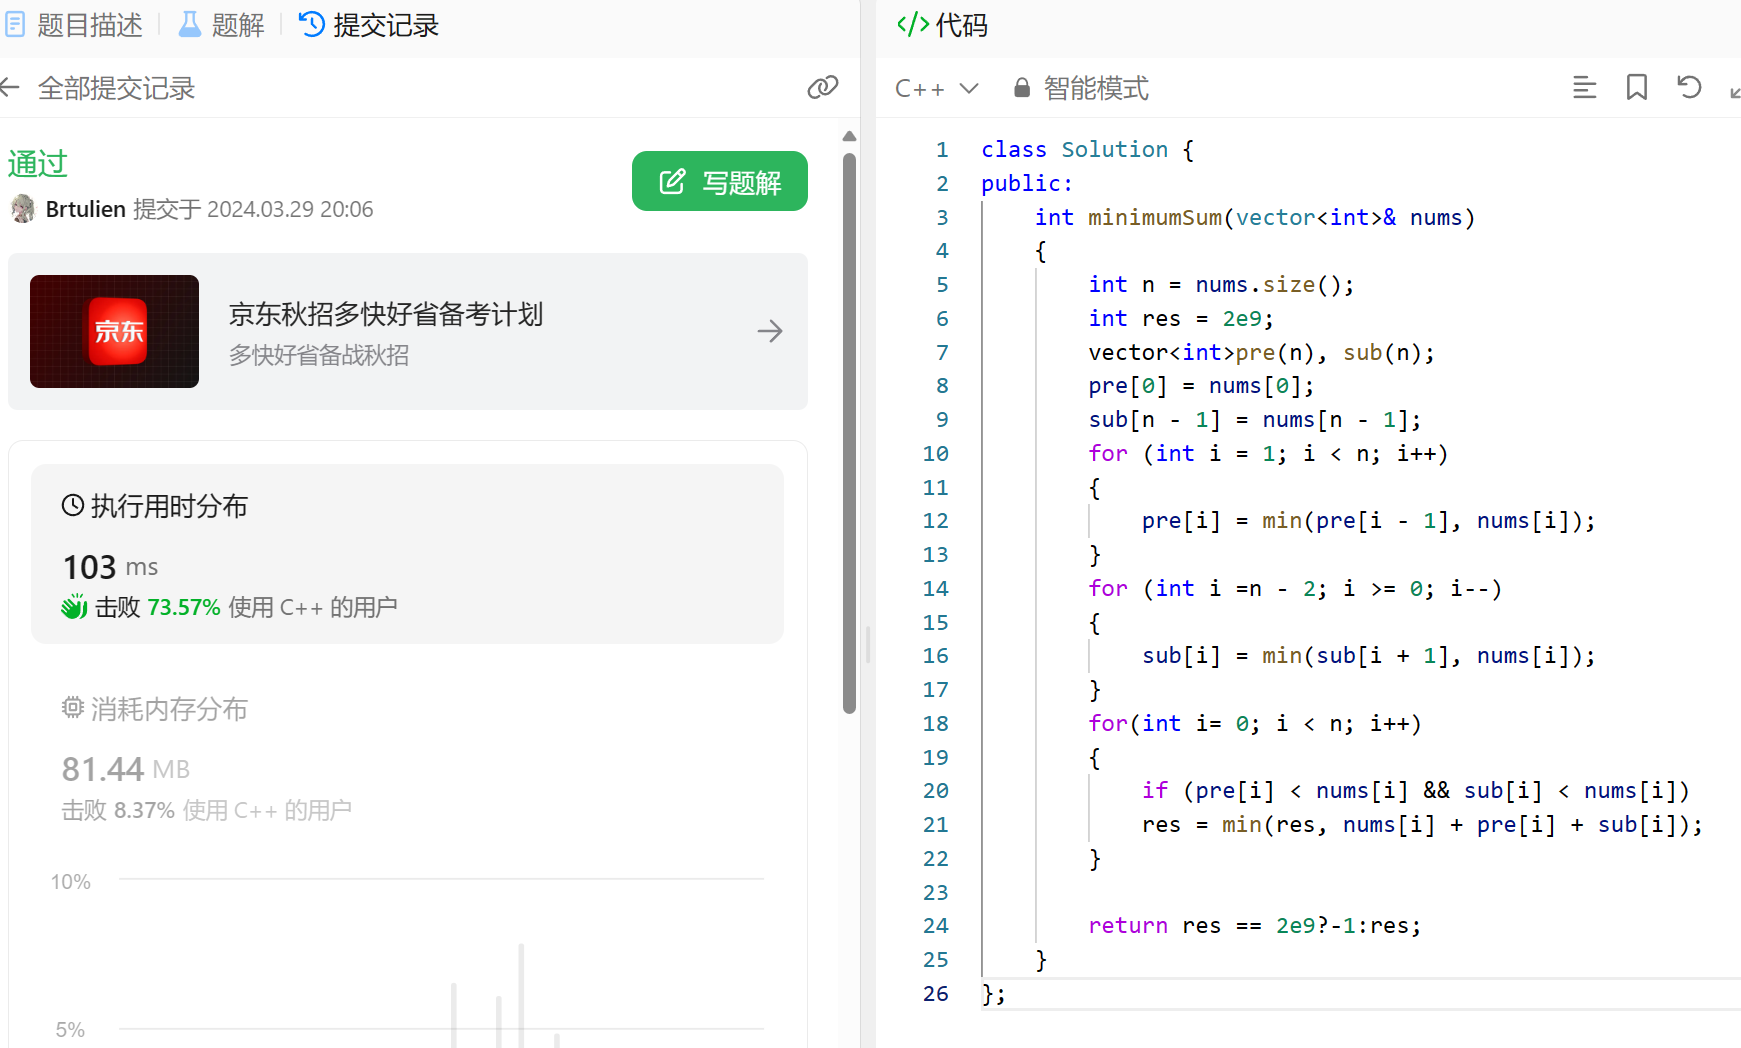 题目描述 | 题解 | 提交记录
全部提交记录
通过
写题解
Brtulien 提交于 2024.03.29 20:06
京东
京东秋招多快好省备考计划
多快好省备战秋招
执行用时分布
103 ms
击败 73.57% 使用 C++ 的用户
消耗内存分布
81.44 MB
击败 8.37% 使用 C++ 的用户
10%
5%
</> 代码
C++ 智能模式
1 class Solution {
2 public:
3     int minimumSum(vector<int>& nums)
4     {
5         int n = nums.size();
6         int res = 2e9;
7         vector<int>pre(n), sub(n);
8         pre[0] = nums[0];
9         sub[n - 1] = nums[n - 1];
10         for (int i = 1; i < n; i++)
11         {
12             pre[i] = min(pre[i - 1], nums[i]);
13         }
14         for (int i =n - 2; i >= 0; i--)
15         {
16             sub[i] = min(sub[i + 1], nums[i]);
17         }
18         for(int i= 0; i < n; i++)
19         {
20             if (pre[i] < nums[i] && sub[i] < nums[i])
21             res = min(res, nums[i] + pre[i] + sub[i]);
22         }
23
24         return res == 2e9?-1:res;
25     }
26 };